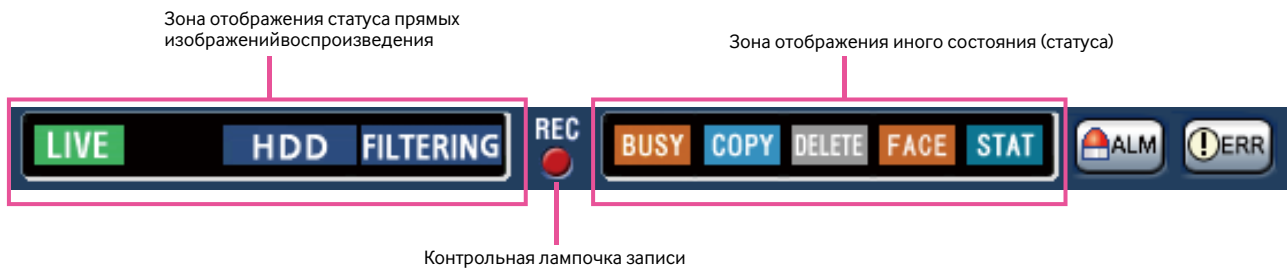 Зона отображения статуса прямых
изображенийвоспроизведения
Зона отображения иного состояния (статуса)
LIVE HDD FILTERING REC BUSY COPY DELETE FACE STAT ALM ERR
Контрольная лампочка записи